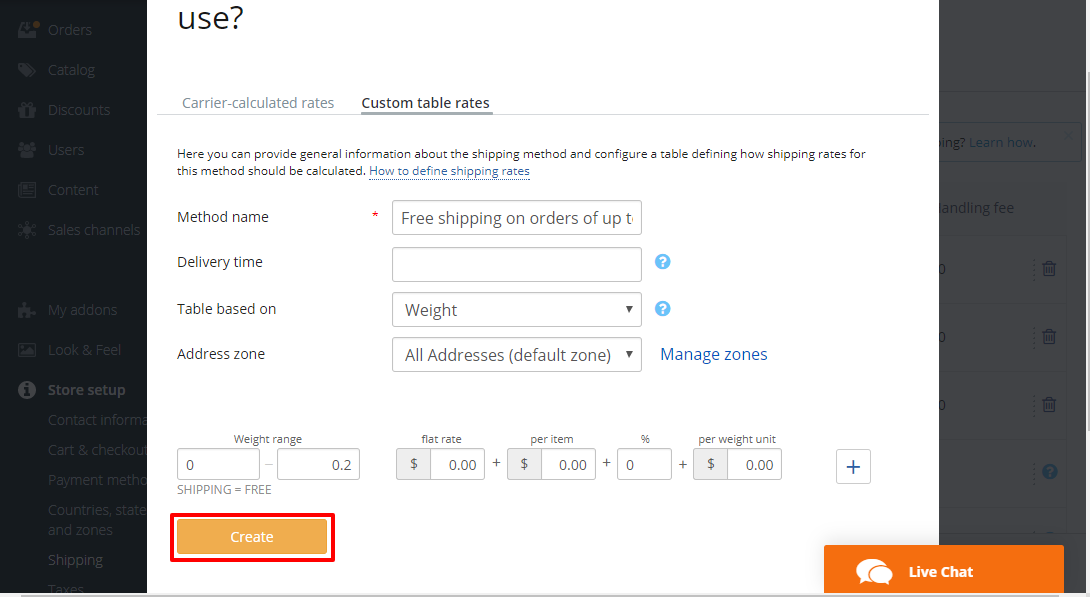 use?
Orders
Catalog
Discounts
Users
Content
Sales channels
My addons
Look & Feel
Store setup
Contact informa
Cart & checkout
Payment metho
Countries, state
and zones
Shipping
Taxes
Carrier-calculated rates
Custom table rates
Here you can provide general information about the shipping method and configure a table defining how shipping rates for
this method should be calculated. How to define shipping rates
Method name * Free shipping on orders of up t
Delivery time ?
Table based on Weight ?
Address zone All Addresses (default zone) Manage zones
Weight range flat rate per item % per weight unit
0 – 0.2 $ 0.00 + $ 0.00 + 0 + $ 0.00 +
SHIPPING = FREE
Create
ing? Learn how.
andling fee
0
0
0
?
Live Chat